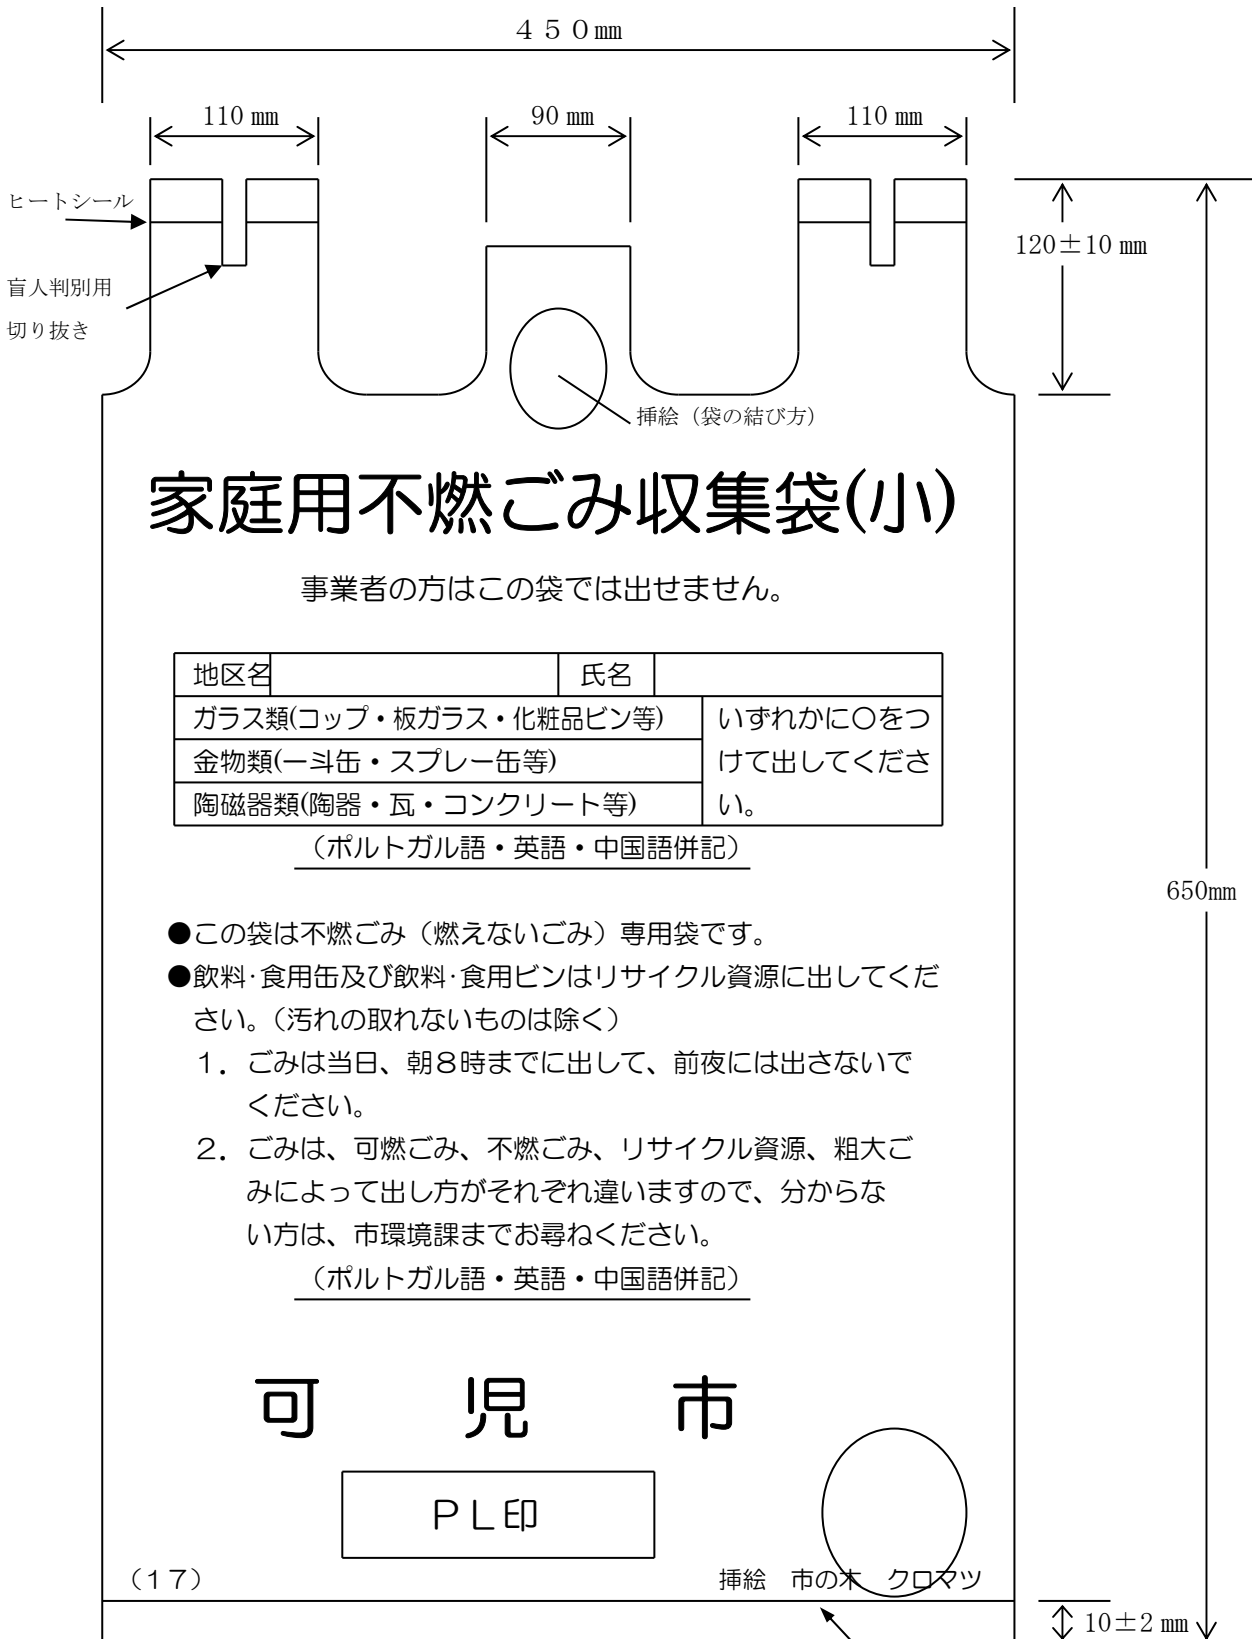 ４５０㎜
110 ㎜
90 ㎜
110 ㎜
ヒートシール
120±10 ㎜
盲人判別用
切り抜き
挿絵（袋の結び方）
家庭用不燃ごみ収集袋(小)
事業者の方はこの袋では出せません。
地区名 氏名
ガラス類(コップ・板ガラス・化粧品ビン等)
金物類(一斗缶・スプレー缶等)
陶磁器類(陶器・瓦・コンクリート等)
いずれかに○をつ
けて出してくださ
い。
（ポルトガル語・英語・中国語併記）
650㎜
●この袋は不燃ごみ（燃えないごみ）専用袋です。
●飲料･食用缶及び飲料･食用ビンはリサイクル資源に出してくだ
さい。（汚れの取れないものは除く）
１．ごみは当日、朝８時までに出して、前夜には出さないで
ください。
２．ごみは、可燃ごみ、不燃ごみ、リサイクル資源、粗大ご
みによって出し方がそれぞれ違いますので、分からな
い方は、市環境課までお尋ねください。
（ポルトガル語・英語・中国語併記）
可　児　市
ＰＬ印
（１７）
挿絵　市の木　クロマツ
10±2 ㎜